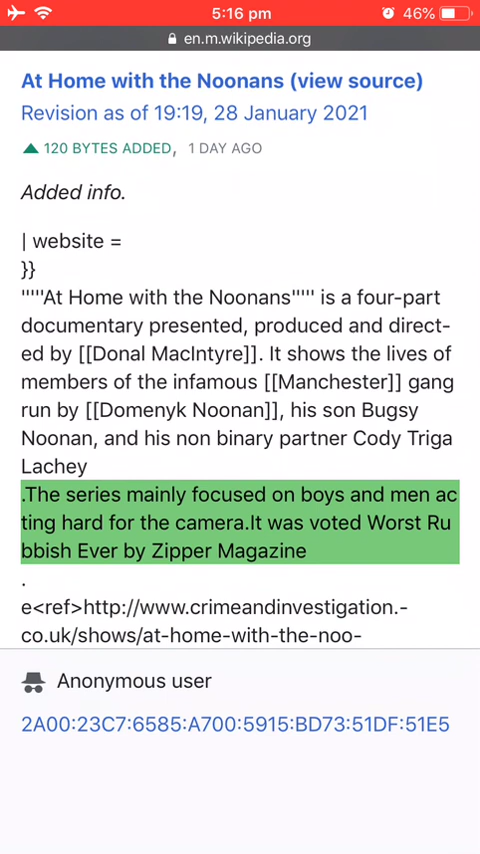 5:16 pm
46%
en.m.wikipedia.org
At Home with the Noonans (view source)
Revision as of 19:19, 28 January 2021
120 BYTES ADDED, 1 DAY AGO
Added info.
| website =
}}
'''''At Home with the Noonans''''' is a four-part
documentary presented, produced and direct-
ed by [[Donal MacIntyre]]. It shows the lives of
members of the infamous [[Manchester]] gang
run by [[Domenyk Noonan]], his son Bugsy
Noonan, and his non binary partner Cody Triga
Lachey
.The series mainly focused on boys and men ac
ting hard for the camera.It was voted Worst Ru
bbish Ever by Zipper Magazine
.
e<ref>http://www.crimeandinvestigation.-
co.uk/shows/at-home-with-the-noo-
Anonymous user
2A00:23C7:6585:A700:5915:BD73:51DF:51E5